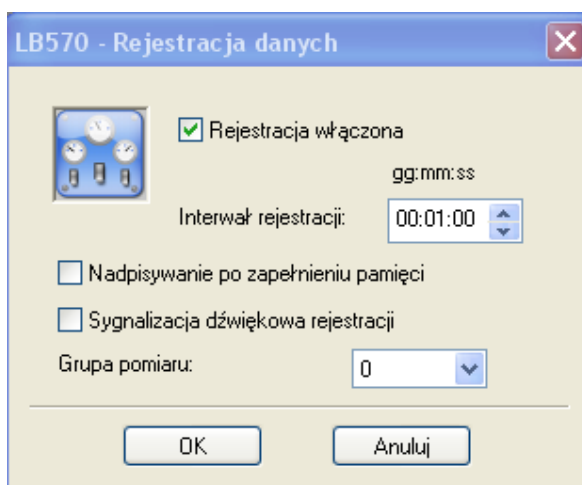 LB570 - Rejestracja danych
Rejestracja włączona
gg:mm:ss
Interwał rejestracji: 00:01:00
Nadpisywanie po zapełnieniu pamięci
Sygnalizacja dźwiękowa rejestracji
Grupa pomiaru: 0
OK Anuluj